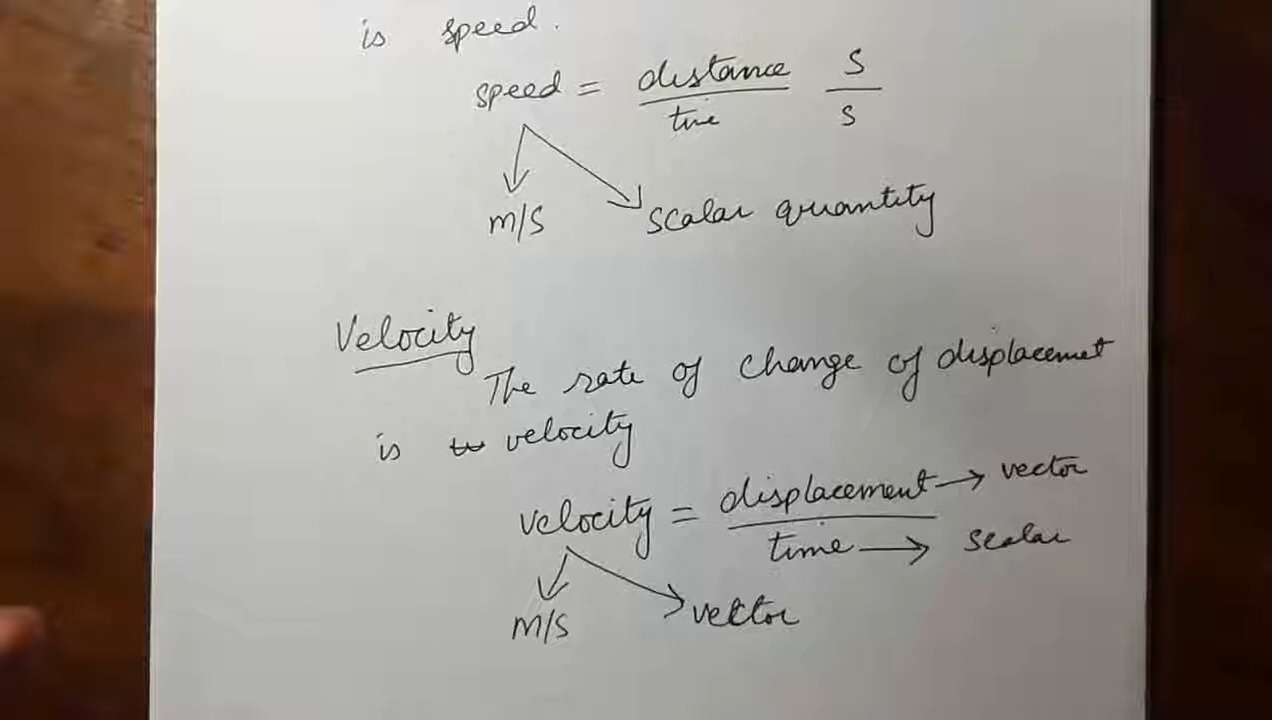 is speed.
speed = distance S
time S
m/s scalar quantity
Velocity
The rate of change of displacement
is velocity
velocity = displacement → vector
time → scalar
m/s vector